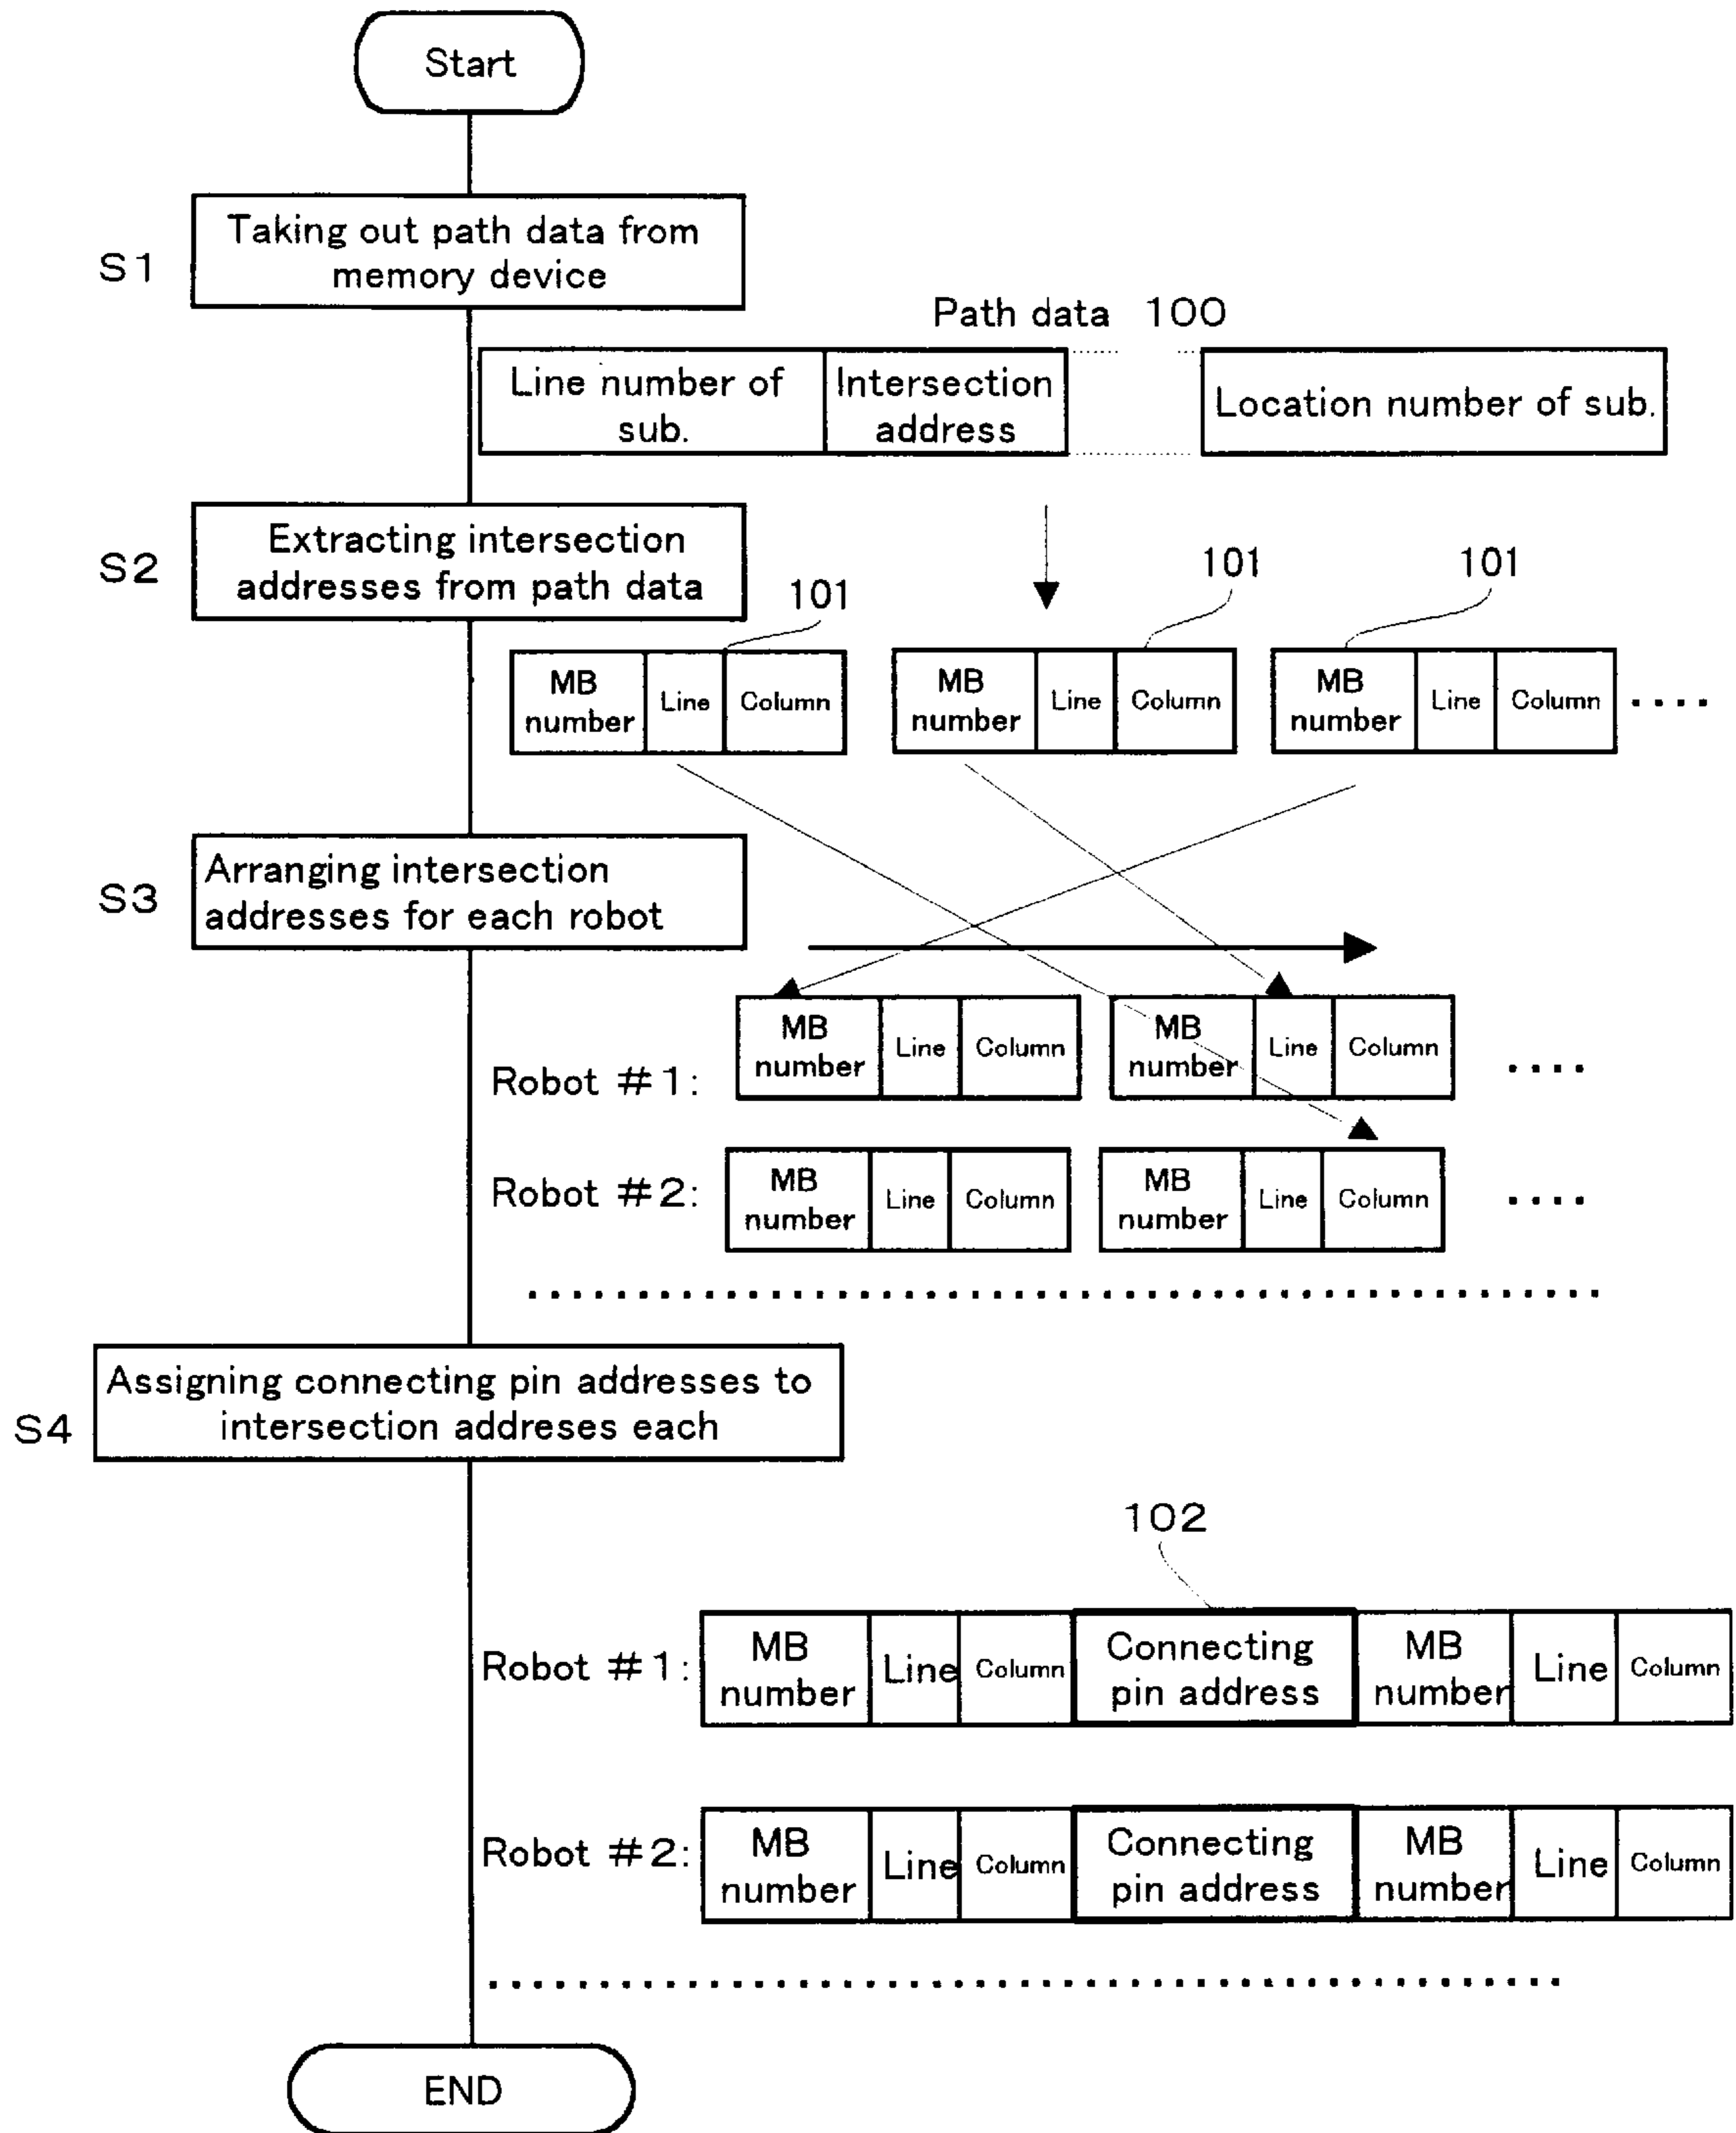 Start
S1
Taking out path data from
memory device
Path data 100
Line number of
sub.
Intersection
address
Location number of sub.
S2
Extracting intersection
addresses from path data
101
101
101
MB
number
Line
Column
MB
number
Line
Column
MB
number
Line
Column
....
S3
Arranging intersection
addresses for each robot
Robot #1:
MB
number
Line
Column
MB
number
Line
Column
....
Robot #2:
MB
number
Line
Column
MB
number
Line
Column
....
S4
Assigning connecting pin addresses to
intersection addreses each
102
Robot #1:
MB
number
Line
Column
Connecting
pin address
MB
number
Line
Column
Robot #2:
MB
number
Line
Column
Connecting
pin address
MB
number
Line
Column
END